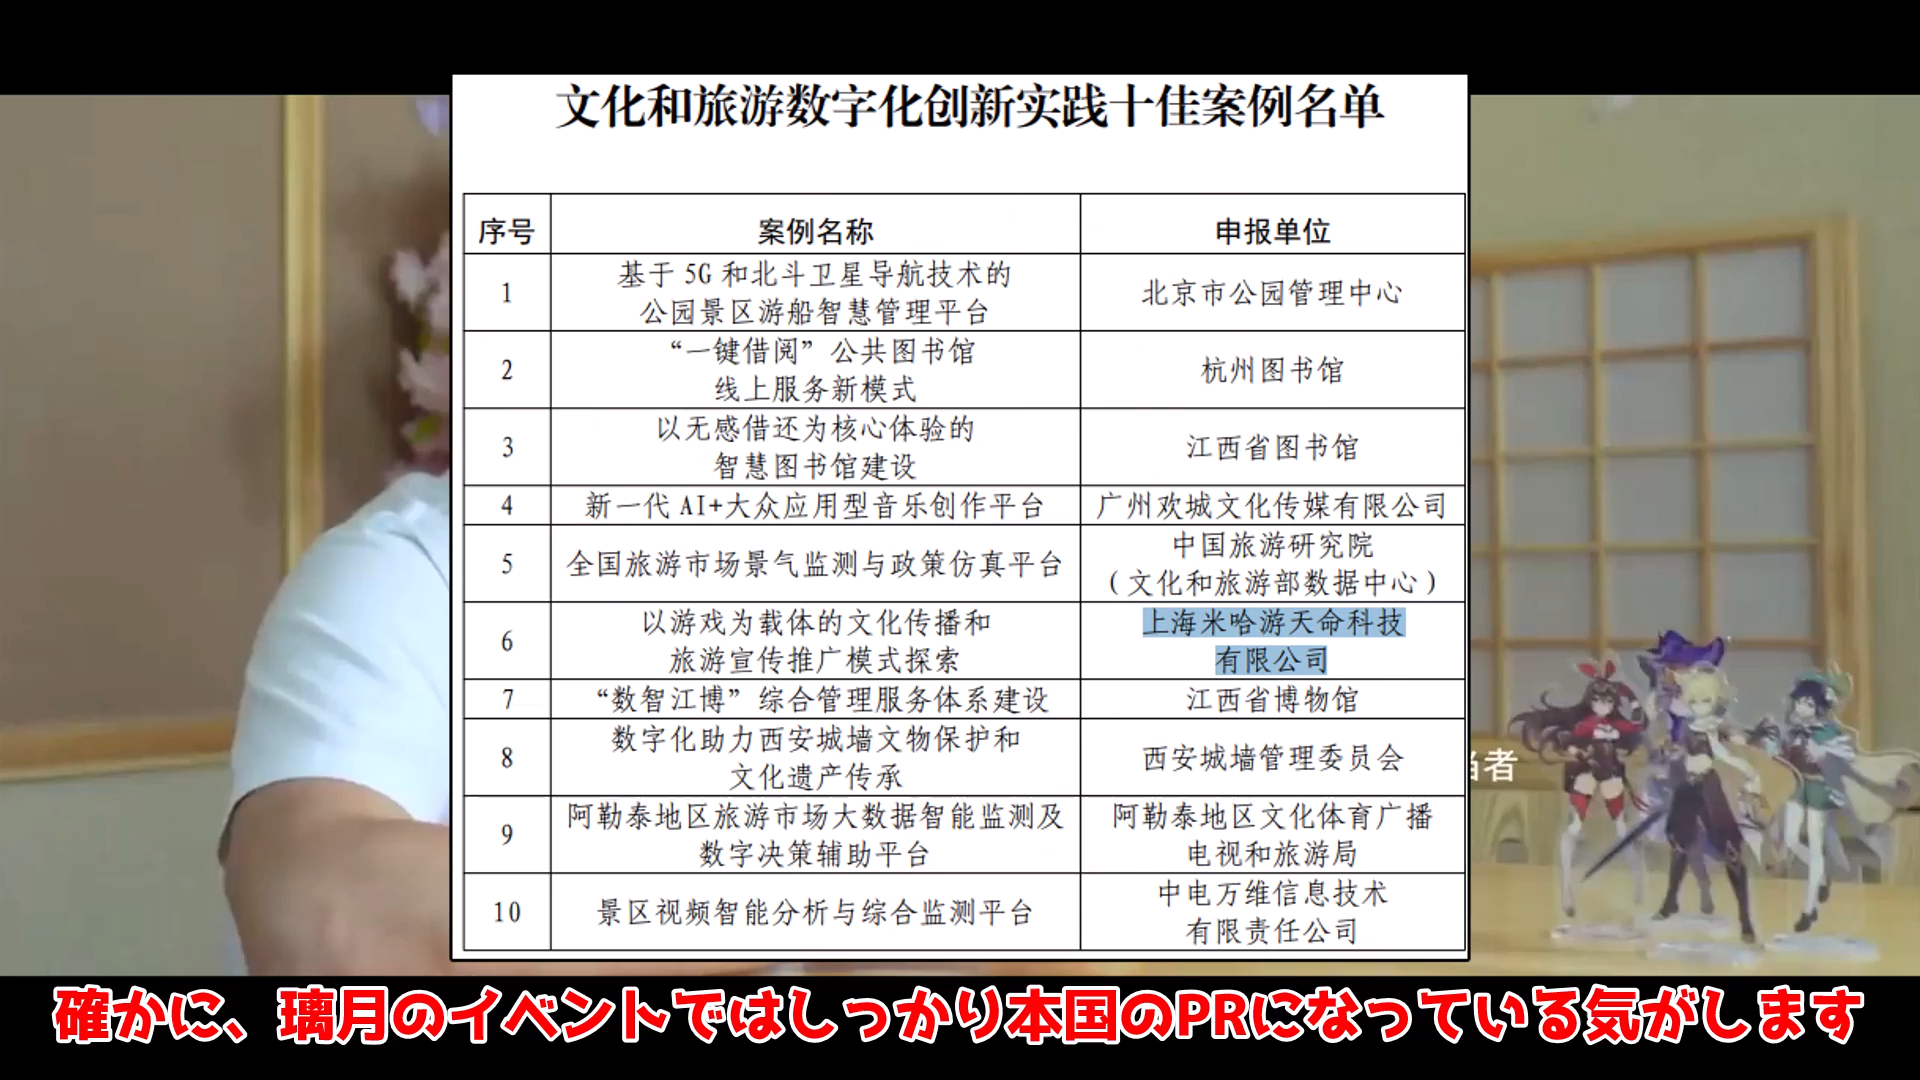 文化和旅游数字化创新实践十佳案例名单
序号 案例名称 申报单位
1 基于 5G 和北斗卫星导航技术的
公园景区游船智慧管理平台 北京市公园管理中心
2 “一键借阅”公共图书馆
线上服务新模式 杭州图书馆
3 以无感借还为核心体验的
智慧图书馆建设 江西省图书馆
4 新一代 AI+大众应用型音乐创作平台 广州欢城文化传媒有限公司
5 全国旅游市场景气监测与政策仿真平台 中国旅游研究院
（文化和旅游部数据中心）
6 以游戏为载体的文化传播和
旅游宣传推广模式探索 上海米哈游天命科技
有限公司
7 “数智江博”综合管理服务体系建设 江西省博物馆
8 数字化助力西安城墙文物保护和
文化遗产传承 西安城墙管理委员会
9 阿勒泰地区旅游市场大数据智能监测及
数字决策辅助平台 阿勒泰地区文化体育广播
电视和旅游局
10 景区视频智能分析与综合监测平台 中电万维信息技术
有限责任公司
者
確かに、璃月のイベントではしっかり本国のPRになっている気がします